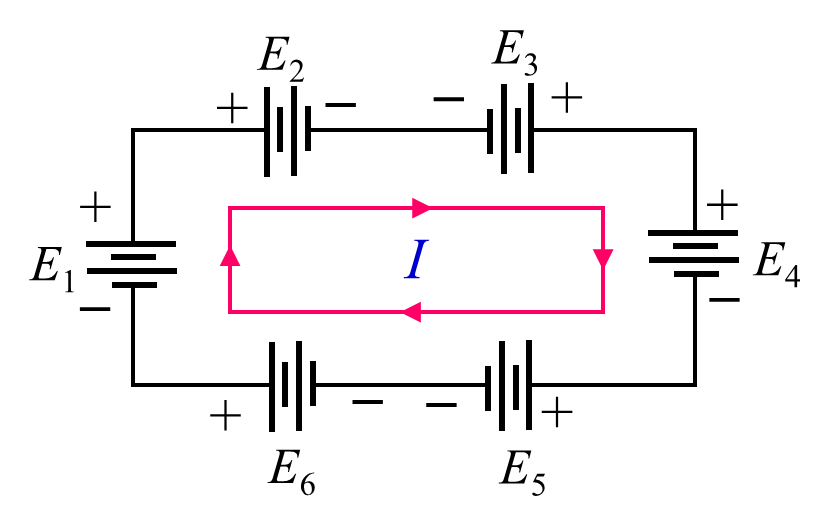 E₂ E₃
+ − − +
+ +
E₁ I E₄
− −
+ − − +
E₆ E₅